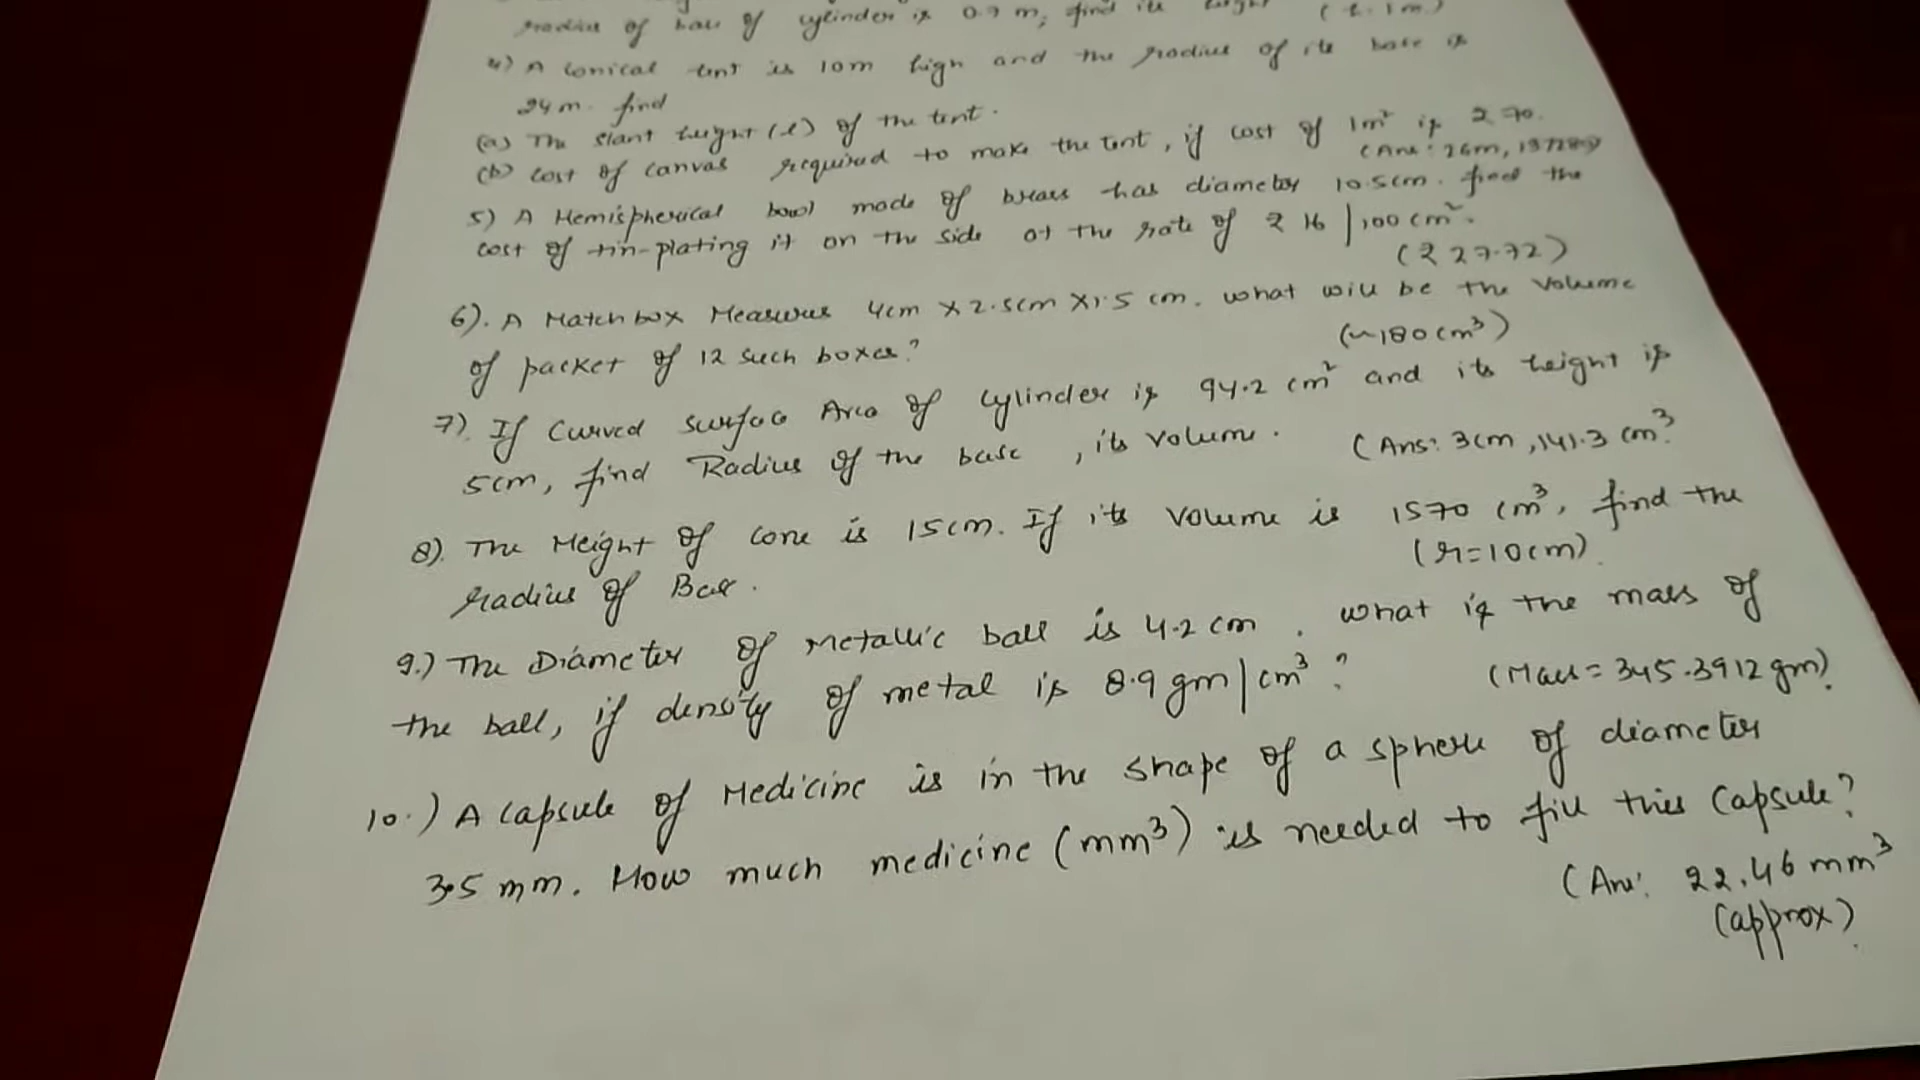 radius of base of cylinder is 0.7 m, find its height (2.1m)
4) A conical tent is 10m high and the radius of its base is
24 m. find
(a) The slant height (l) of the tent.
(b) cost of canvas required to make the tent, if cost of 1m² is ₹ 70.
(Ans: 26m,
5) A Hemispherical bowl made of brass has diameter 10.5cm. find the
cost of tin-plating it on the side at the rate of ₹ 16 | 100 cm².
(₹ 27.72)
6). A Match box Measures 4cm X 2.5cm X 1.5 cm. what will be the volume
of packet of 12 such boxes?
(~180cm³)
7). If Curved surface Area of cylinder is 94.2 cm² and its height is
5cm, find Radius of the base , its volume.
(Ans: 3cm ,141.3 cm³
8). The Height of cone is 15cm. If its volume is 1570 cm³, find the
radius of Base.
(r=10cm)
9.) The Diameter of metallic ball is 4.2 cm . what is the mass of
the ball, if density of metal is 8.9 gm|cm³?
(Mass = 345.3912 gm).
10.) A capsule of Medicine is in the shape of a sphere of diameter
3.5 mm. How much medicine (mm³) is needed to fill this Capsule?
(Ans: 22.46 mm³
(approx)